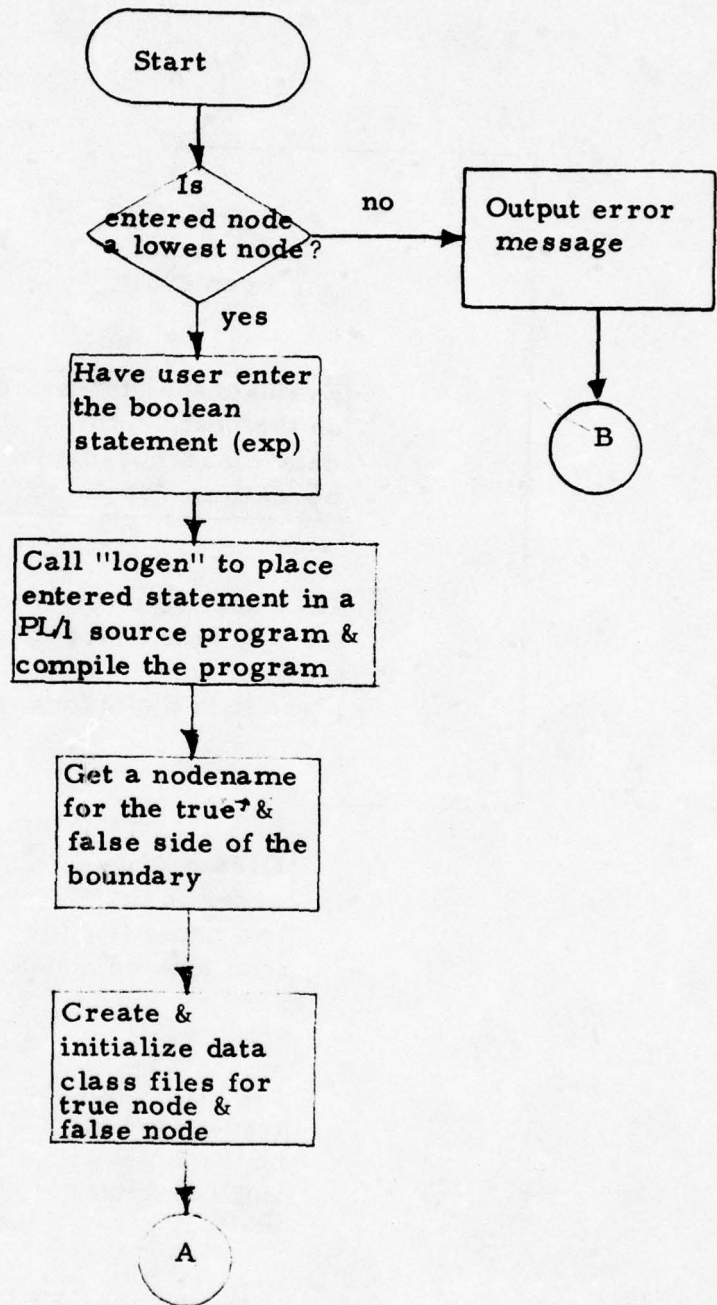 Start
Is
entered node
a lowest node?
no
Output error
message
yes
B
Have user enter
the boolean
statement (exp)
Call "logen" to place
entered statement in a
PL/1 source program &
compile the program
Get a nodename
for the true &
false side of the
boundary
Create &
initialize data
class files for
true node &
false node
A